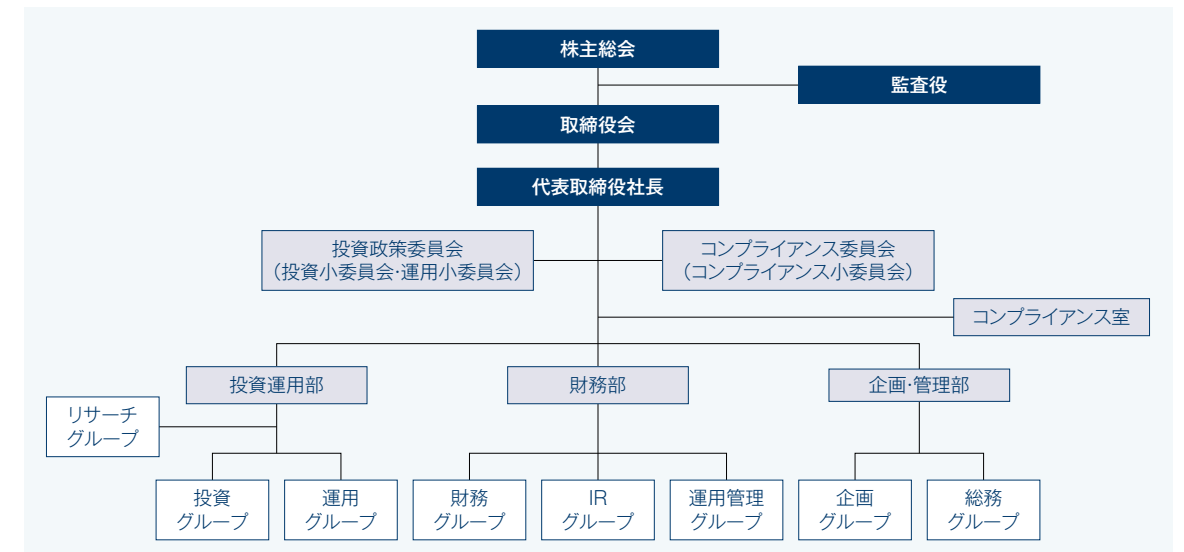 株主総会
監査役
取締役会
代表取締役社長
投資政策委員会
（投資小委員会･運用小委員会）
コンプライアンス委員会
（コンプライアンス小委員会）
コンプライアンス室
投資運用部
財務部
企画･管理部
リサーチ
グループ
投資
グループ
運用
グループ
財務
グループ
IR
グループ
運用管理
グループ
企画
グループ
総務
グループ